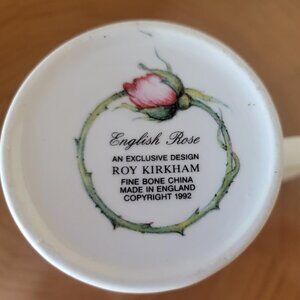 English Rose
AN EXCLUSIVE DESIGN
ROY KIRKHAM
FINE BONE CHINA
MADE IN ENGLAND
COPYRIGHT 1992